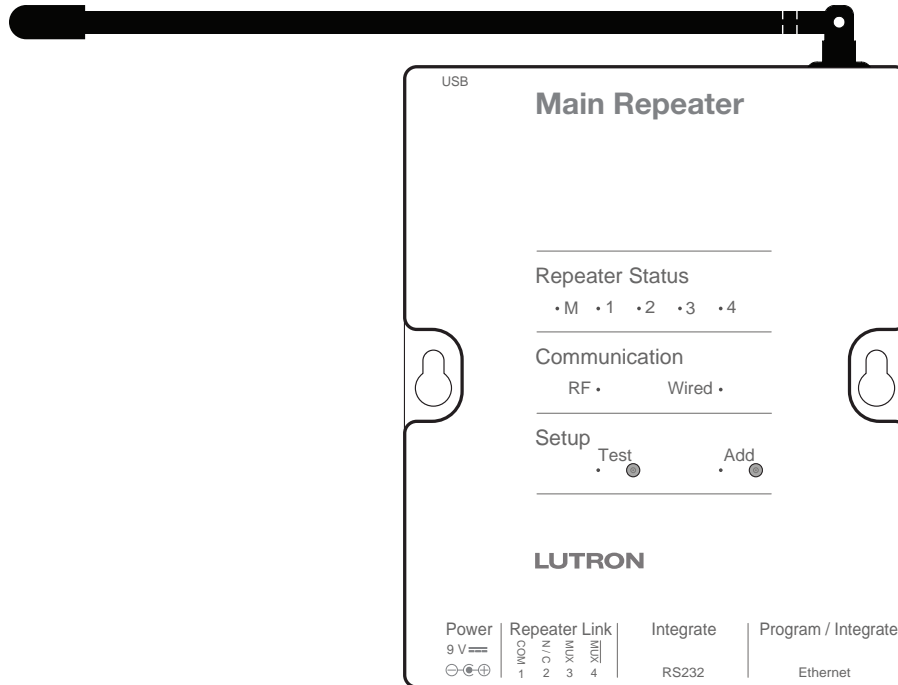 USB
Main Repeater
Repeater Status
M 1 2 3 4
Communication
RF Wired
Setup
Test Add
LUTRON
Power Repeater Link Integrate Program / Integrate
9 V
COM N / C MUX MUX
1 2 3 4 RS232 Ethernet